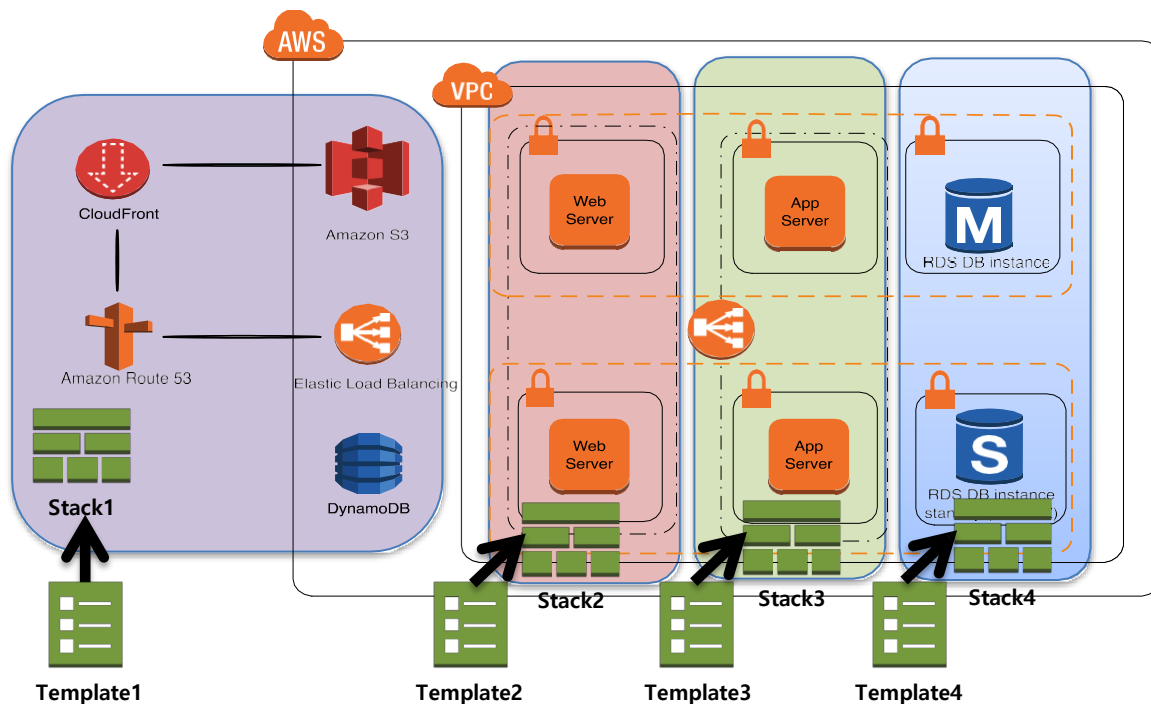 AWS
VPC
CloudFront
Amazon S3
Amazon Route 53
Elastic Load Balancing
DynamoDB
Stack1
Web
Server
App
Server
M
RDS DB instance
Web
Server
App
Server
S
RDS DB instance
Stack2
Stack3
Stack4
Template1
Template2
Template3
Template4